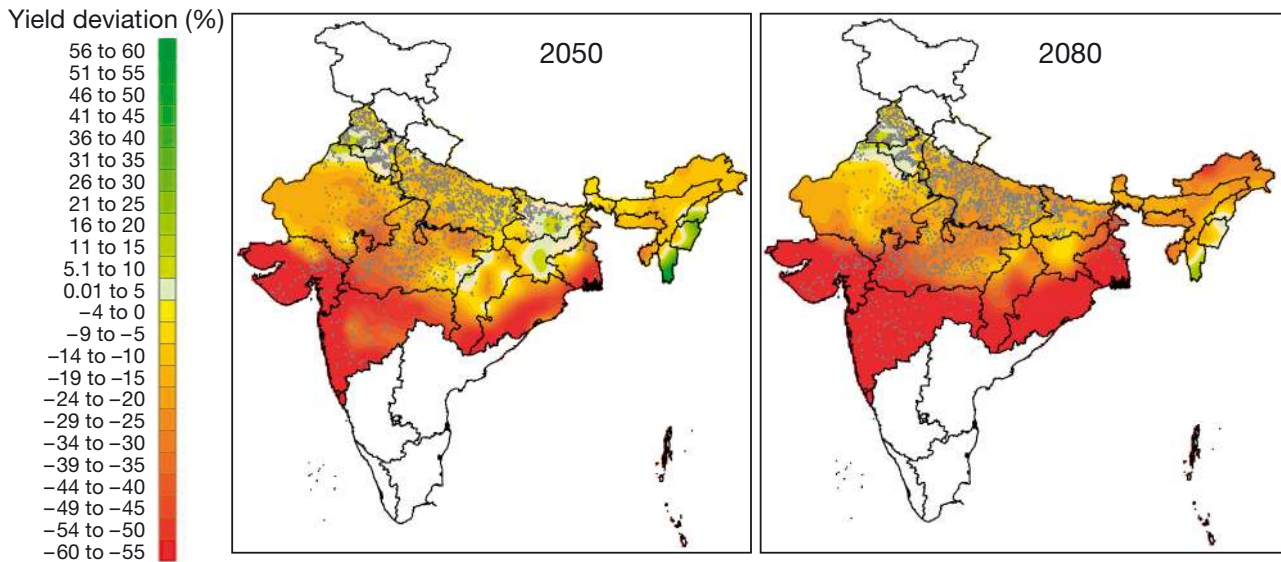 Yield deviation (%)
56 to 60
51 to 55
46 to 50
41 to 45
36 to 40
31 to 35
26 to 30
21 to 25
16 to 20
11 to 15
5.1 to 10
0.01 to 5
−4 to 0
−9 to −5
−14 to −10
−19 to −15
−24 to −20
−29 to −25
−34 to −30
−39 to −35
−44 to −40
−49 to −45
−54 to −50
−60 to −55
2050
2080